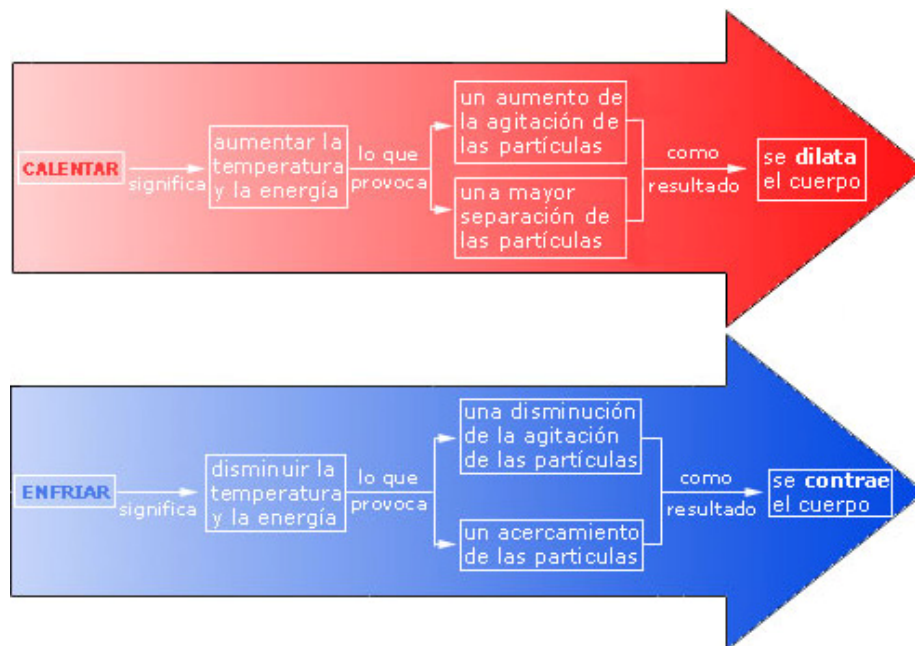 CALENTAR
significa
aumentar la
temperatura
y la energía
lo que
provoca
un aumento de
la agitación de
las partículas
una mayor
separación de
las partículas
como
resultado
se dilata
el cuerpo
ENFRIAR
significa
disminuir la
temperatura
y la energía
lo que
provoca
una disminución
de la agitación
de las partículas
un acercamiento
de las particulas
como
resultado
se contrae
el cuerpo